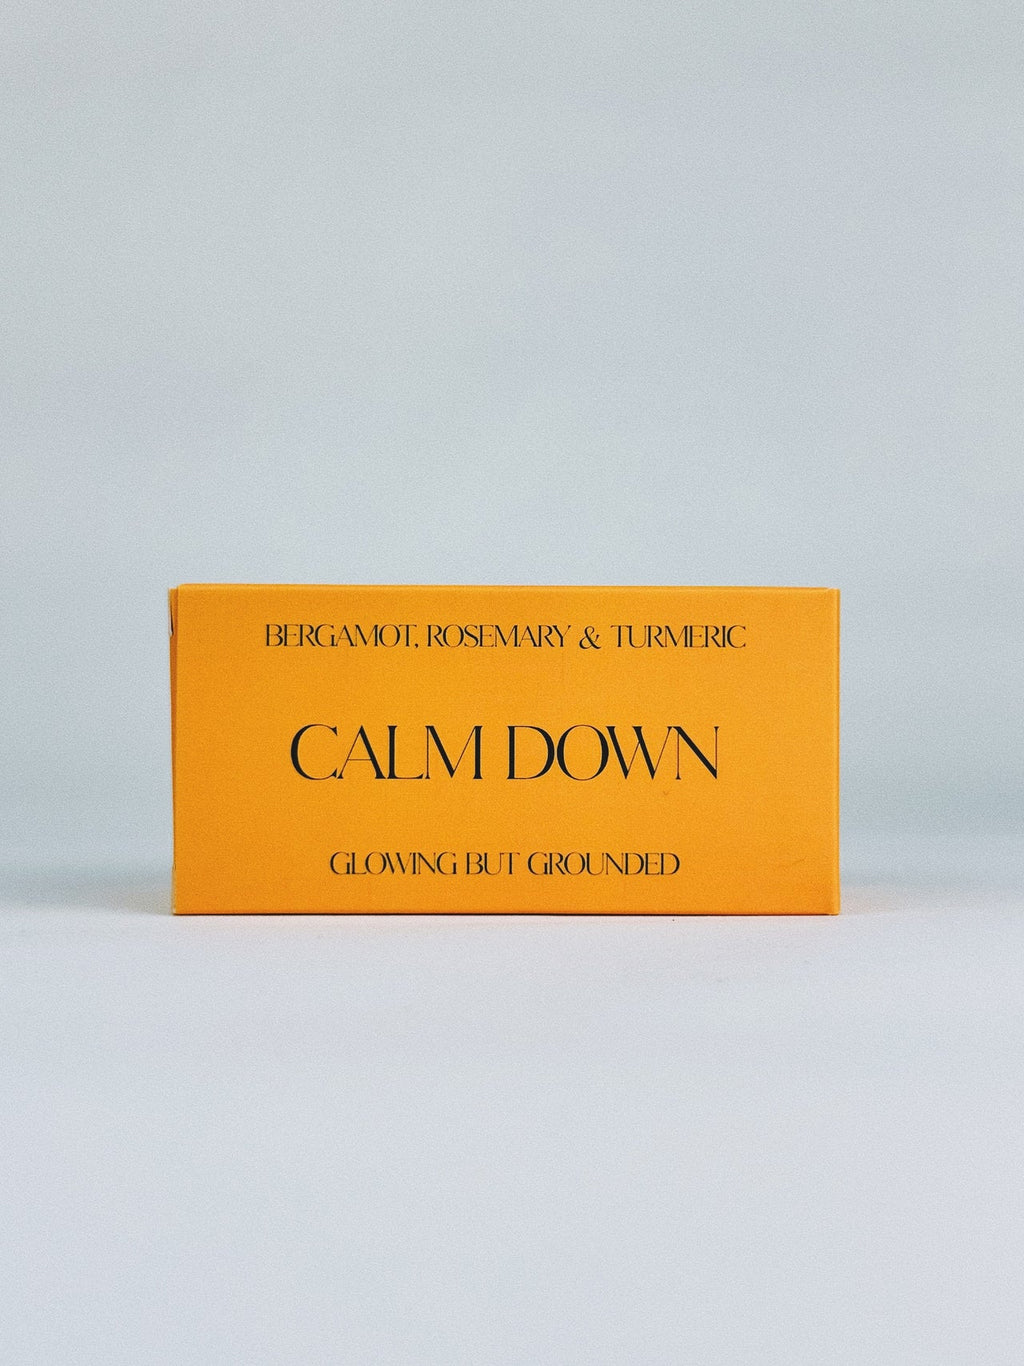 BERGAMOT, ROSEMARY & TURMERIC
CALM DOWN
GLOWING BUT GROUNDED